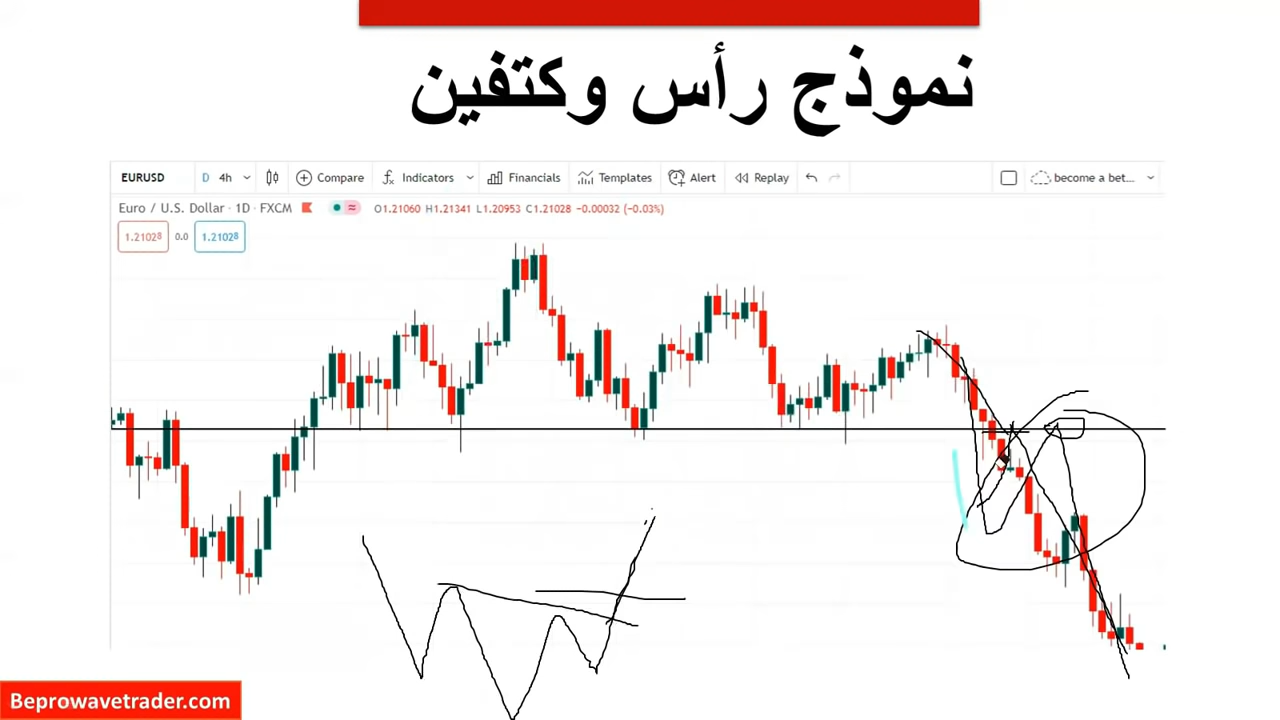 نموذج رأس وكتفين
EURUSD D 4h Compare Indicators Financials Templates Alert Replay become a bet...
Euro / U.S. Dollar · 1D · FXCM O1.21060 H1.21341 L1.20953 C1.21028 −0.00032 (−0.03%)
1.21028 0.0 1.21028
Beprowavetrader.com